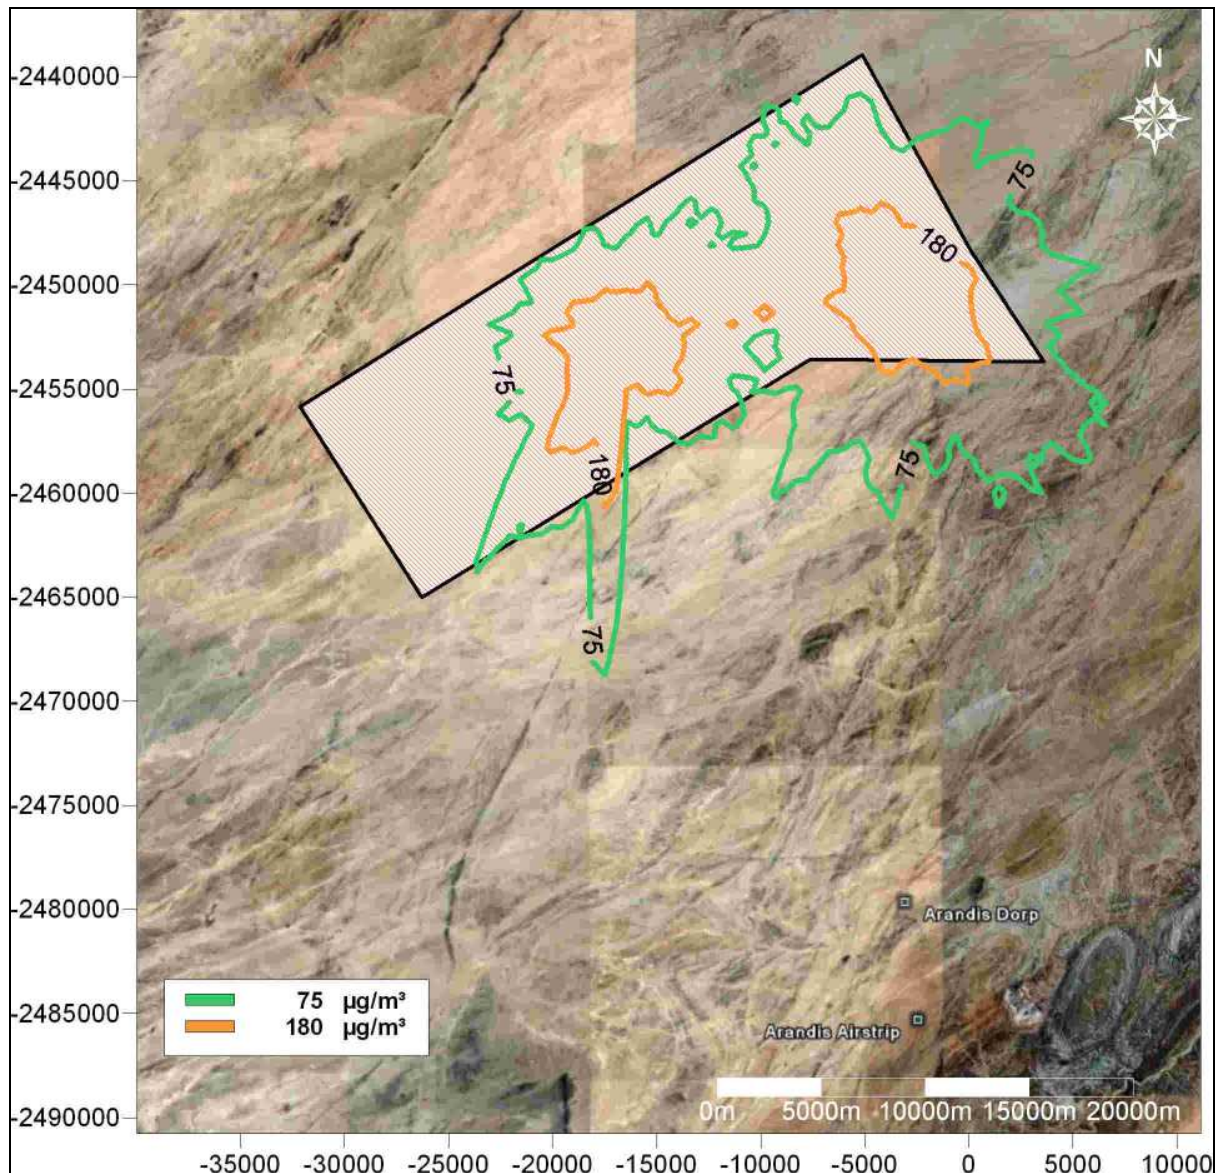 N
-2440000
-2445000
-2450000
-2455000
-2460000
-2465000
-2470000
-2475000
-2480000
-2485000
-2490000
75
180
75
180
75
75
Arandis Dorp
Arandis Airstrip
75 µg/m³
180 µg/m³
0m 5000m 10000m 15000m 20000m
-35000 -30000 -25000 -20000 -15000 -10000 -5000 0 5000 10000